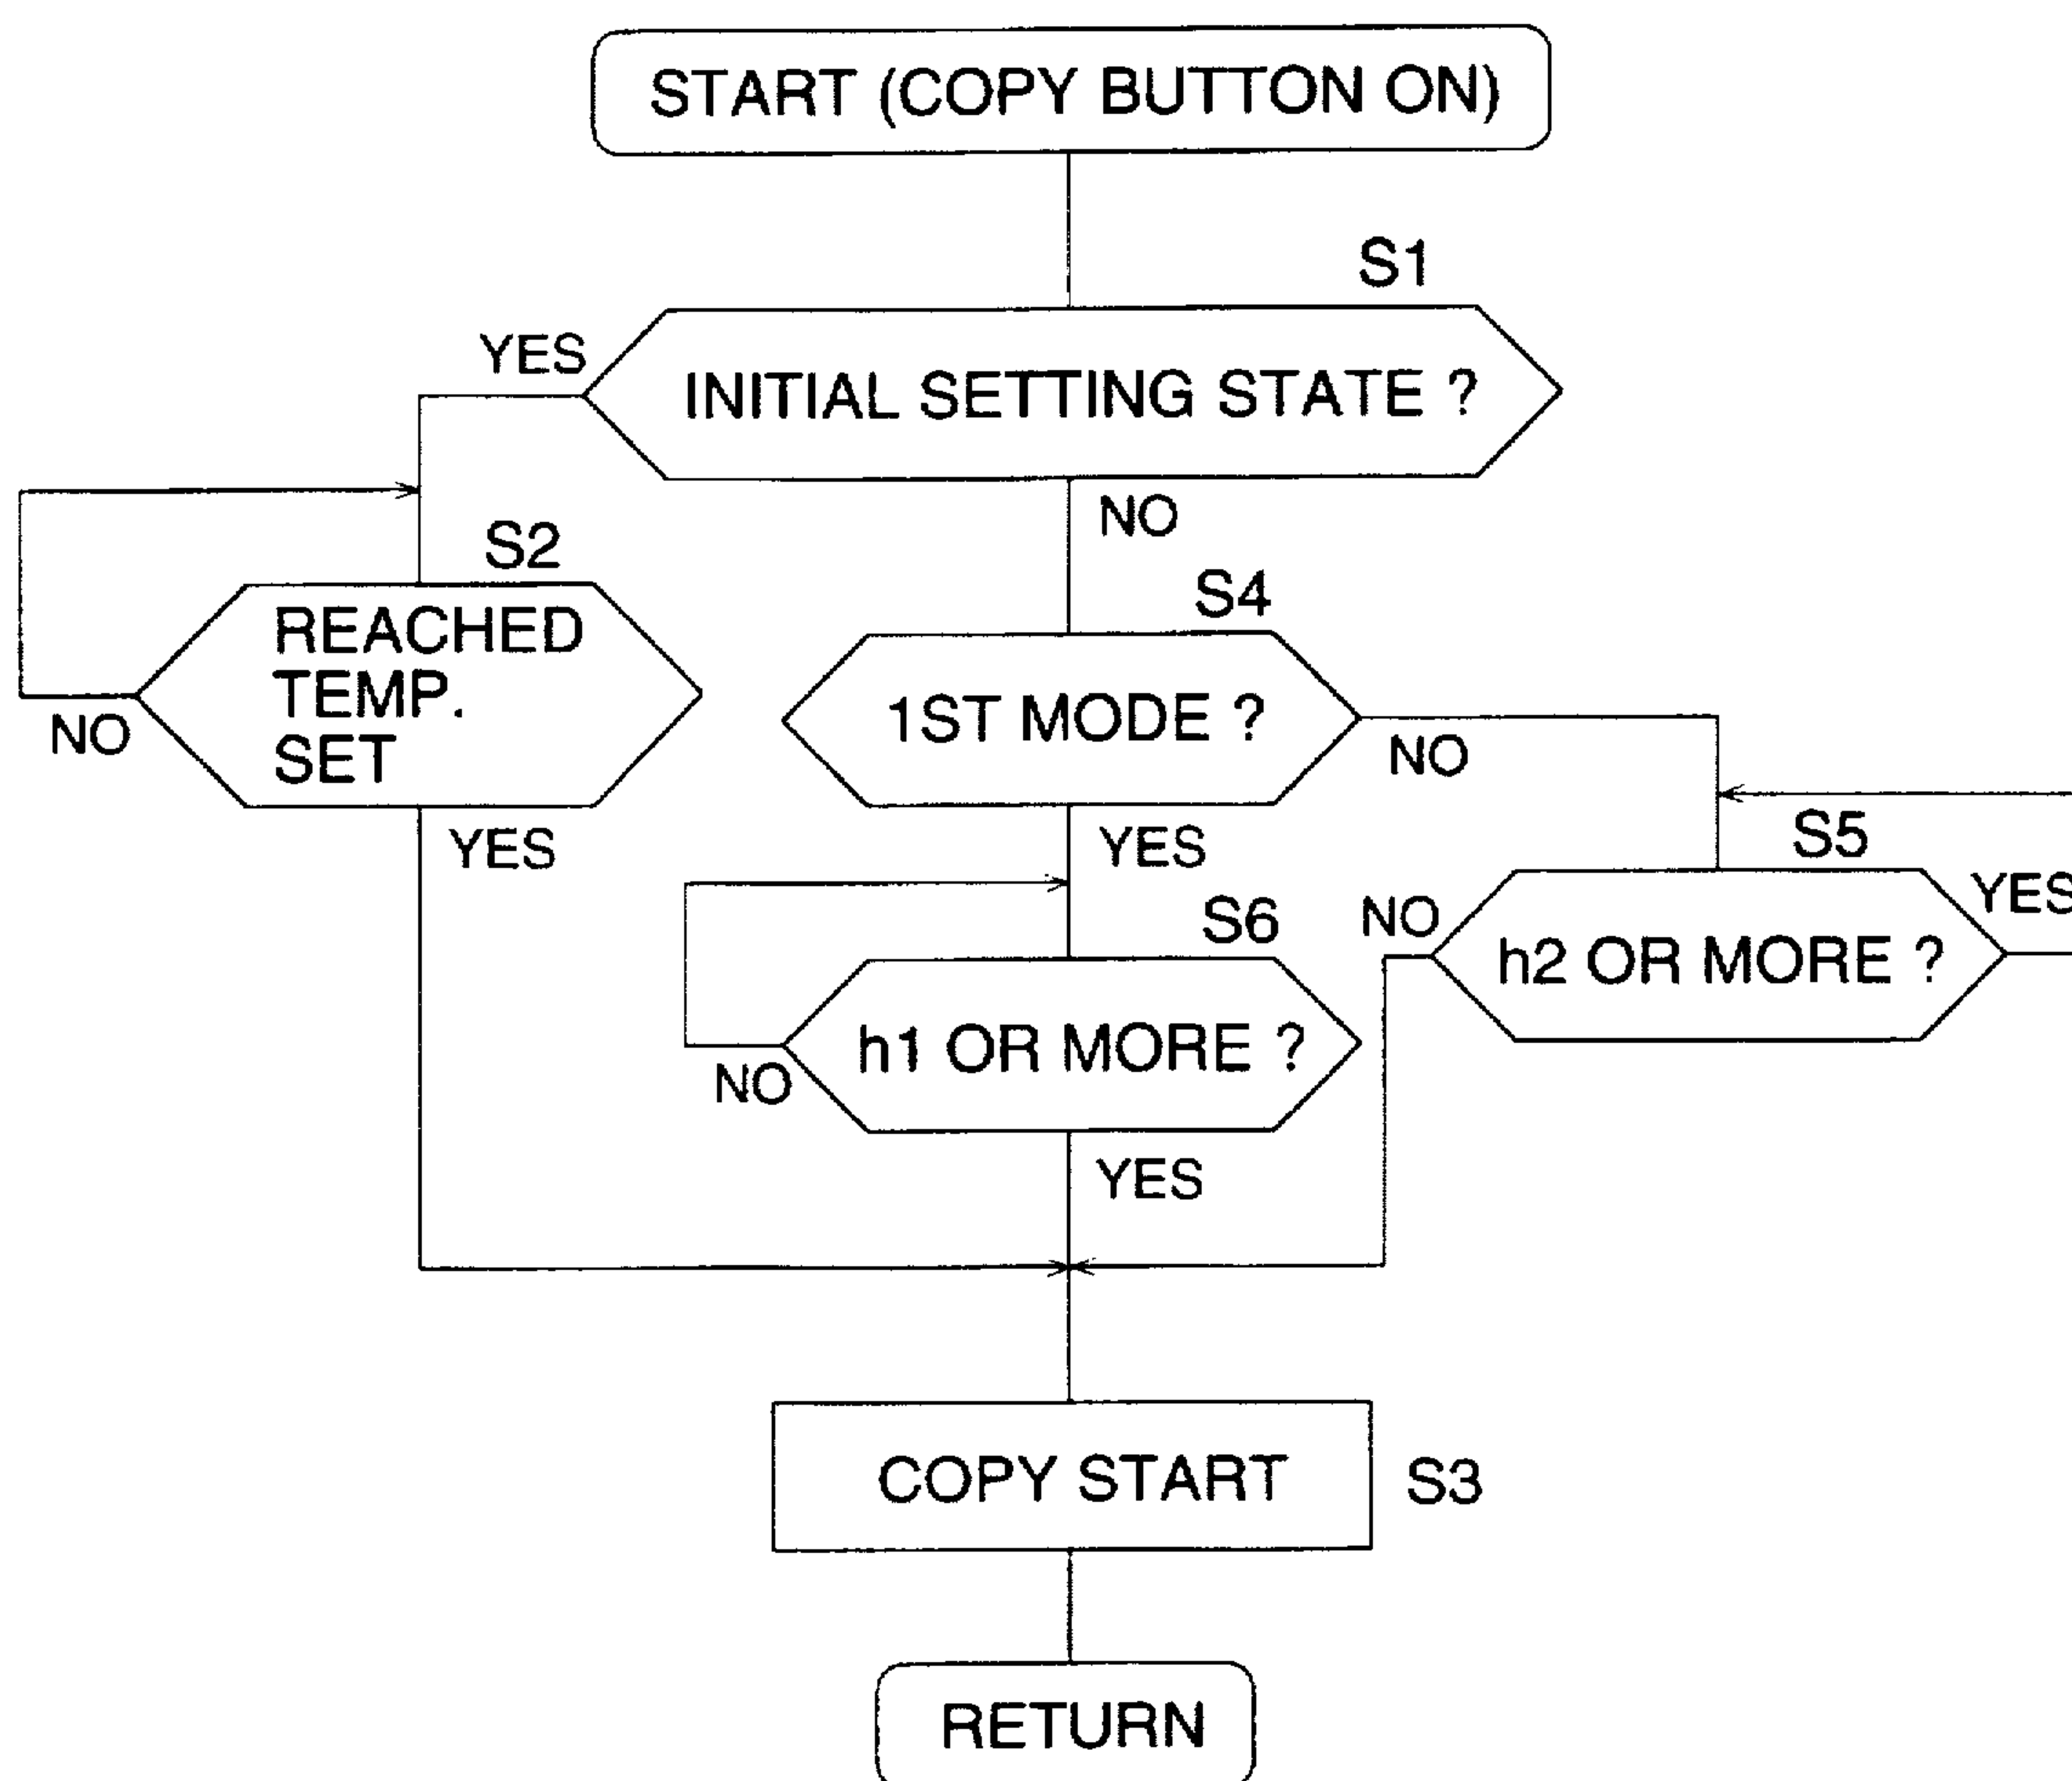 START (COPY BUTTON ON)
S1
YES
INITIAL SETTING STATE ?
NO
S2
REACHED
TEMP.
SET
NO
YES
S4
1ST MODE ?
NO
YES
S5
NO
YES
h2 OR MORE ?
S6
h1 OR MORE ?
NO
YES
COPY START
S3
RETURN